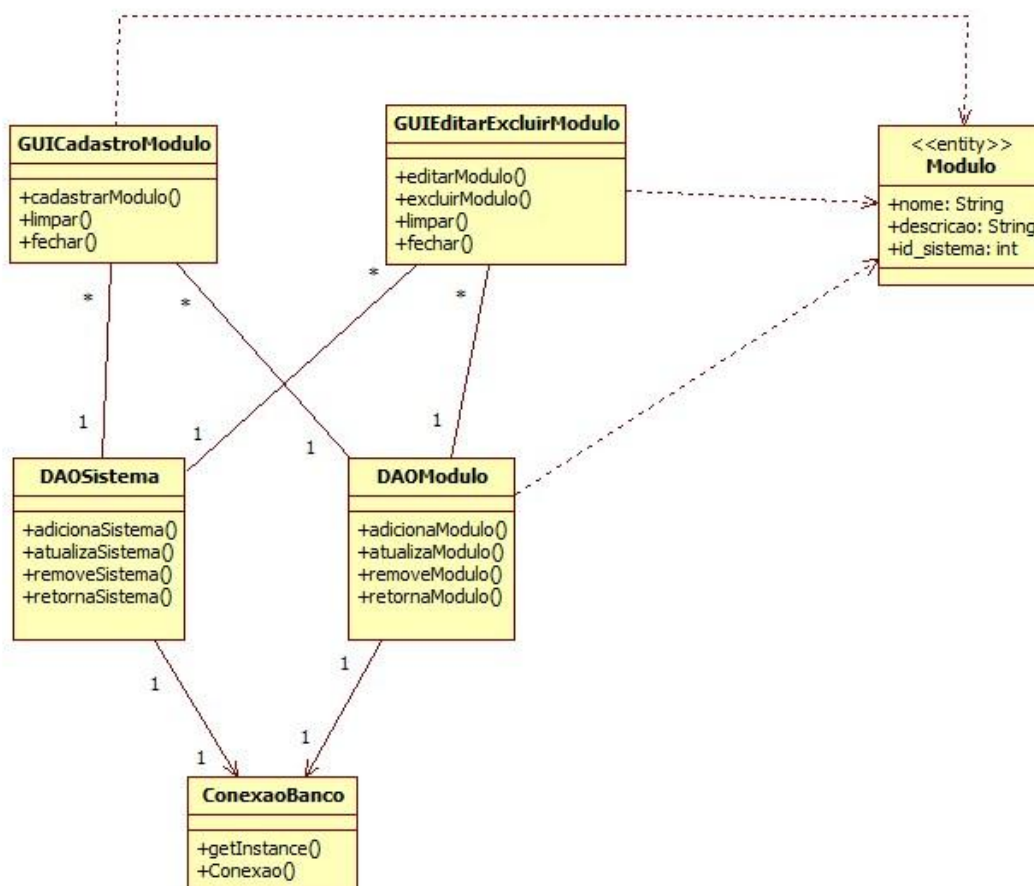 GUICadastroModulo
+cadastrarModulo()
+limpar()
+fechar()
GUIEditarExcluirModulo
+editarModulo()
+excluirModulo()
+limpar()
+fechar()
<<entity>>
Modulo
+nome: String
+descricao: String
+id_sistema: int
*
*
*
*
1
1
1
1
DAOSistema
+adicionaSistema()
+atualizaSistema()
+removeSistema()
+retornaSistema()
DAOModulo
+adicionaModulo()
+atualizaModulo()
+removeModulo()
+retornaModulo()
1
1
1
1
ConexaoBanco
+getInstance()
+Conexao()